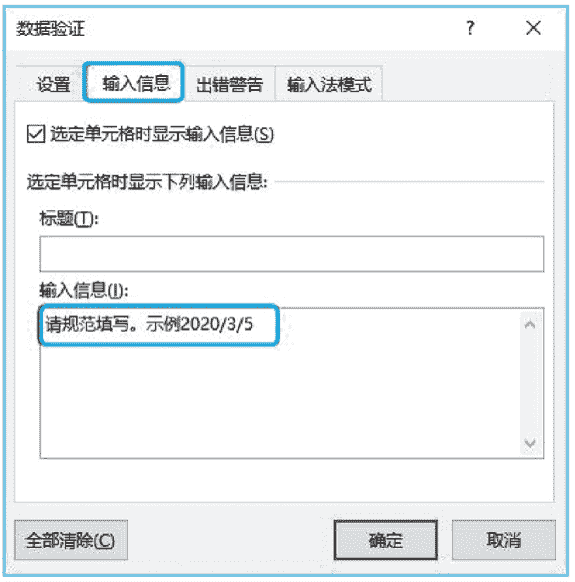 数据验证
?
设置 输入信息 出错警告 输入法模式
选定单元格时显示输入信息(S)
选定单元格时显示下列输入信息:
标题(T):
输入信息(I):
请规范填写。示例2020/3/5
全部清除(C) 确定 取消